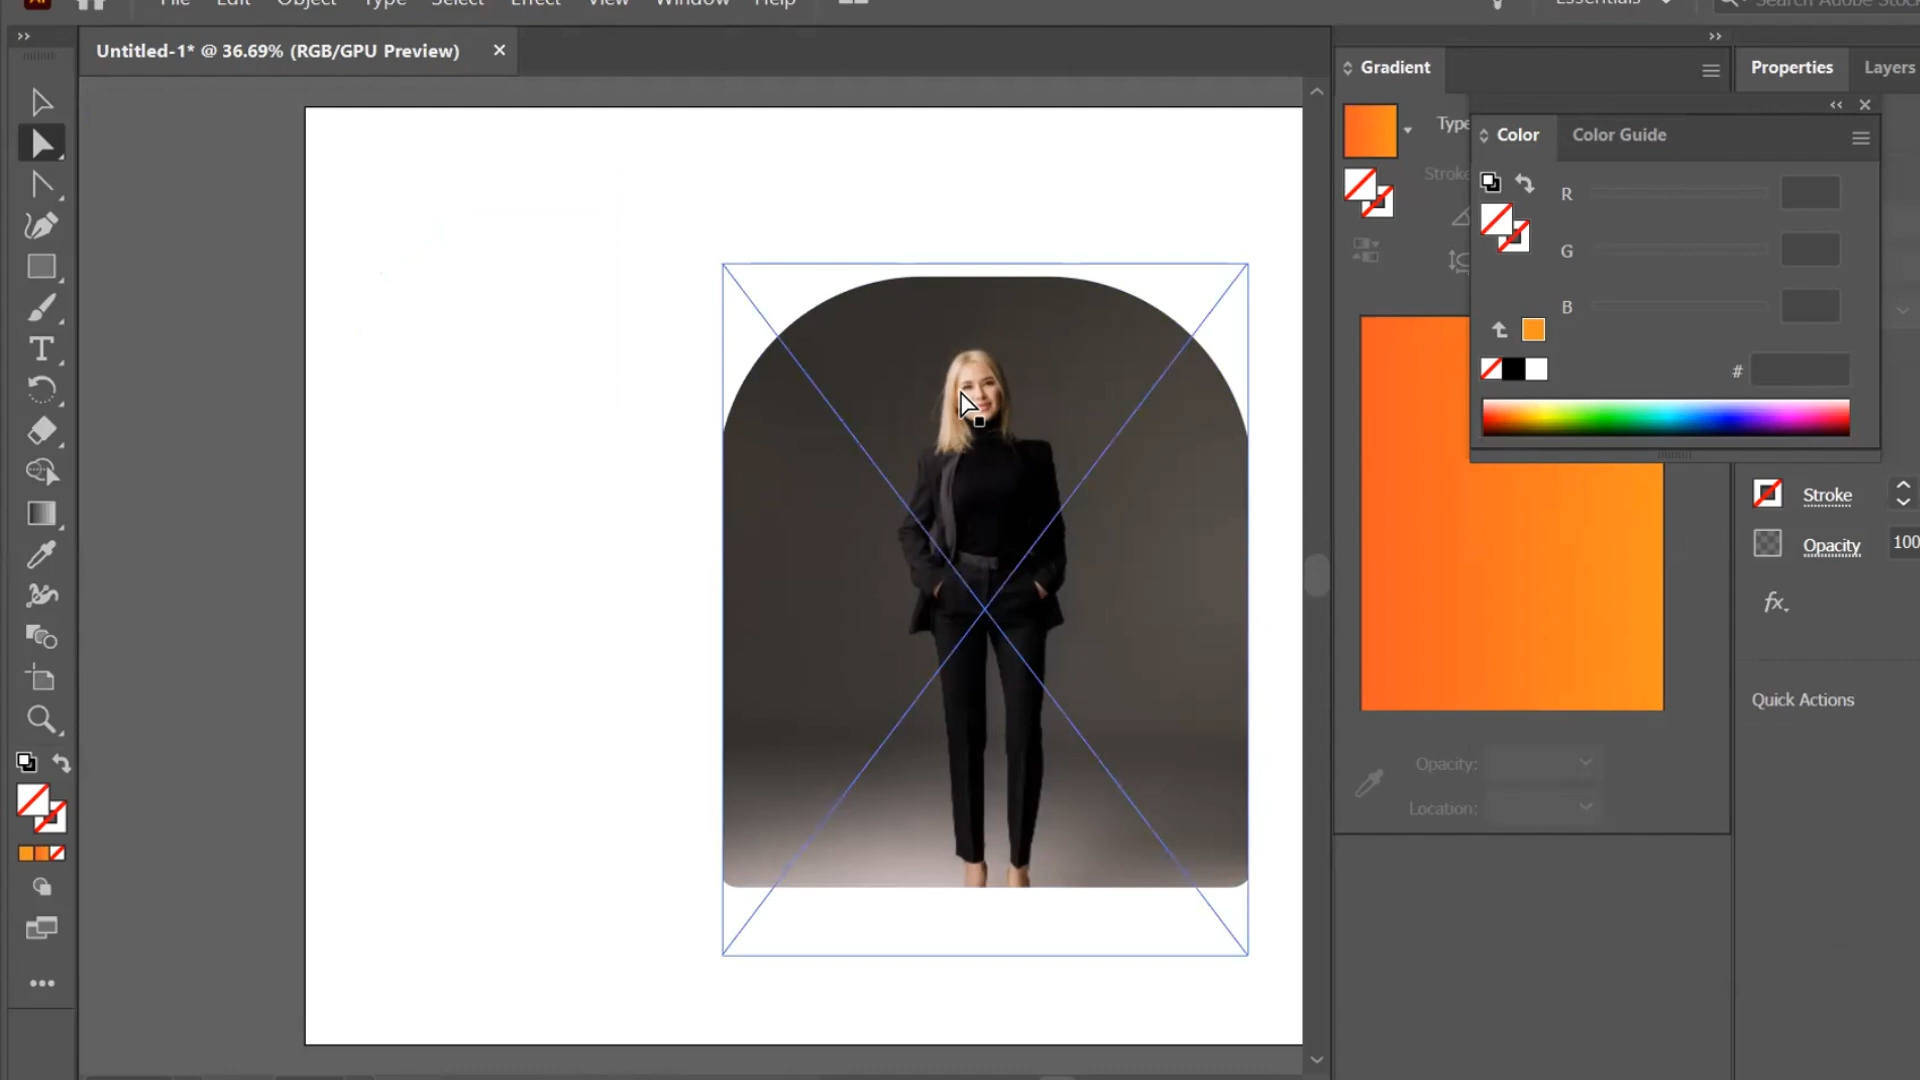 File Edit Object Type Select Effect View Window Help
Essentials
Search Adobe Stock
Untitled-1* @ 36.69% (RGB/GPU Preview)
Gradient
Properties Layers
Type
Stroke
Color Color Guide
R
G
B
#
Stroke
Opacity 100
fx.
Quick Actions
Opacity:
Location: